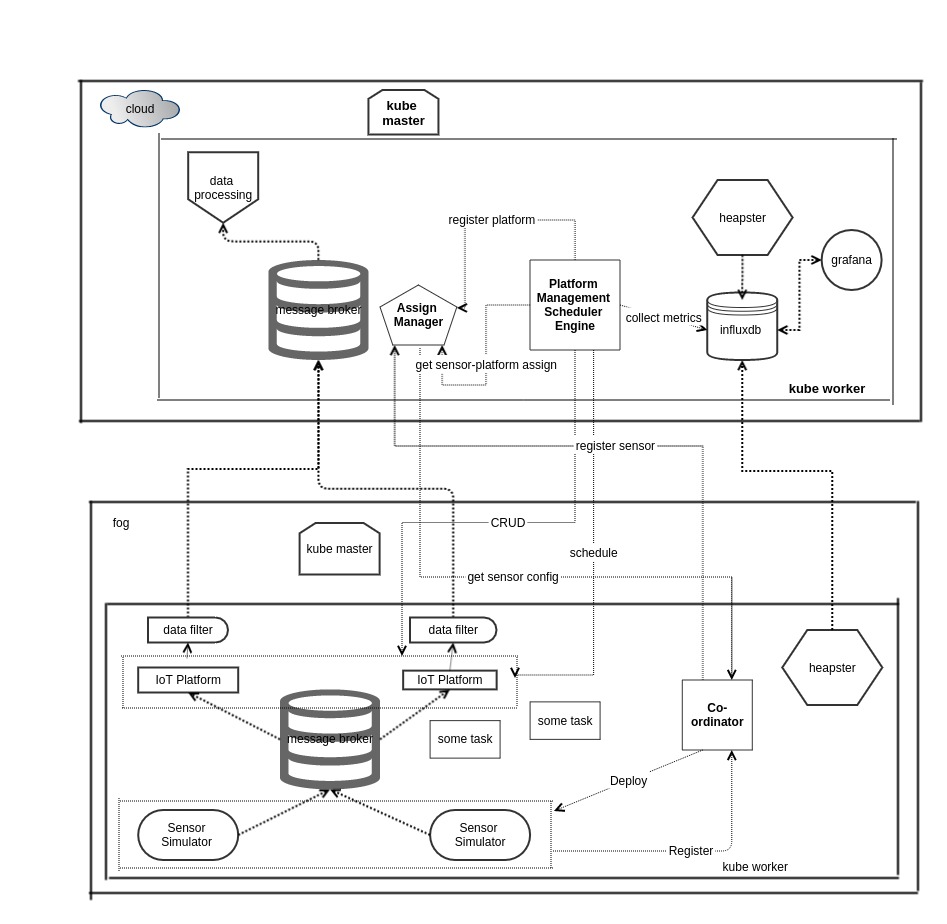 cloud
kube
master
data
processing
register platform
heapster
grafana
message broker
Assign
Manager
Platform
Management
Scheduler
Engine
collect metrics
influxdb
get sensor-platform assign
kube worker
register sensor
fog
CRUD
kube master
schedule
get sensor config
data filter
data filter
IoT Platform
IoT Platform
heapster
message broker
some task
some task
Co-
ordinator
Deploy
Sensor
Simulator
Sensor
Simulator
Register
kube worker